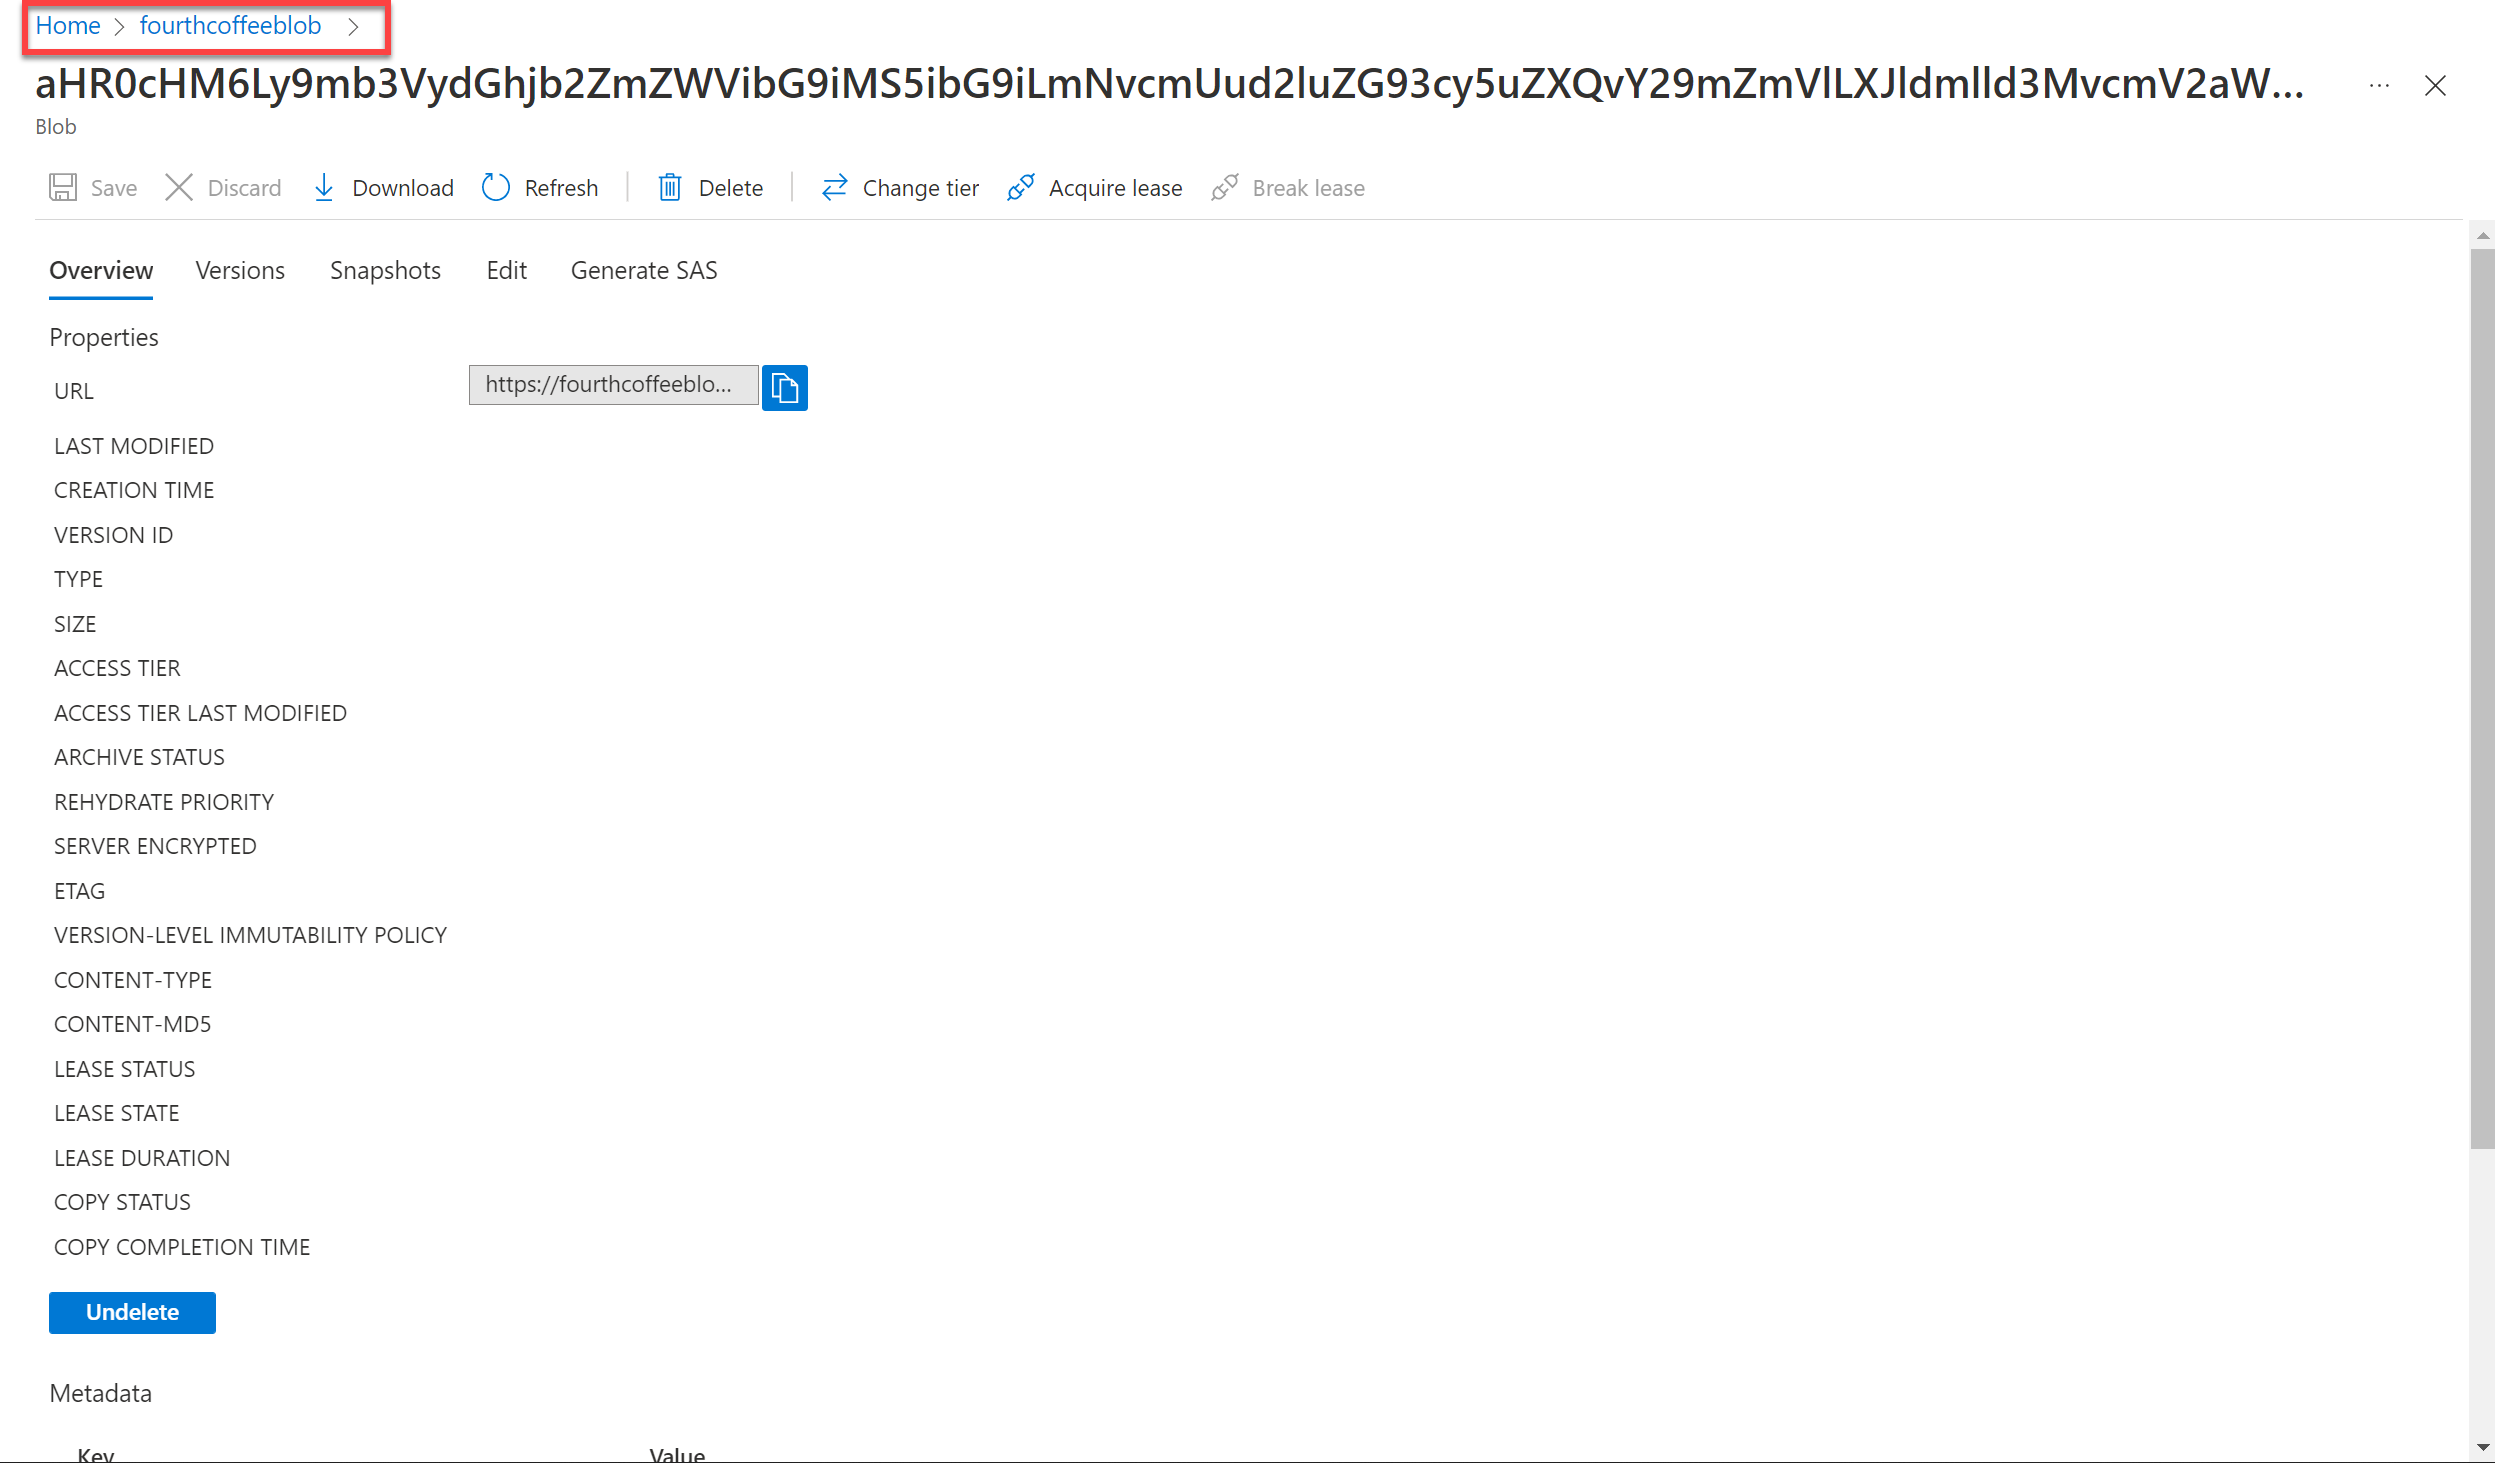 Home > fourthcoffeeblob >
aHR0cHM6Ly9mb3VydGhjb2ZmZWVibG9iMS5ibG9iLmNvcmUud2luZG93cy5uZXQvY29mZmVlLXJldmlld3MvcmV2aW...
Blob
Save Discard Download Refresh Delete Change tier Acquire lease Break lease
Overview Versions Snapshots Edit Generate SAS
Properties
URL https://fourthcoffeeblo...
LAST MODIFIED
CREATION TIME
VERSION ID
TYPE
SIZE
ACCESS TIER
ACCESS TIER LAST MODIFIED
ARCHIVE STATUS
REHYDRATE PRIORITY
SERVER ENCRYPTED
ETAG
VERSION-LEVEL IMMUTABILITY POLICY
CONTENT-TYPE
CONTENT-MD5
LEASE STATUS
LEASE STATE
LEASE DURATION
COPY STATUS
COPY COMPLETION TIME
Undelete
Metadata
Key Value